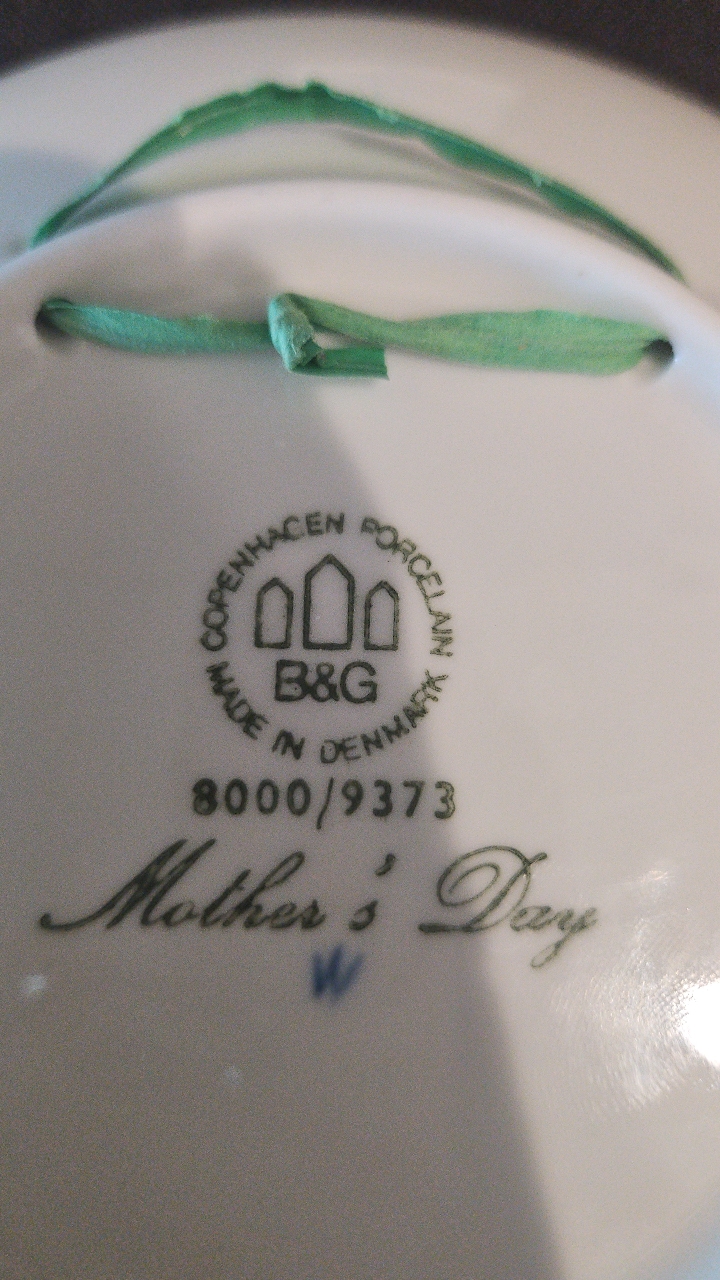 COPENHAGEN PORCELAIN
B&G
MADE IN DENMARK
8000/9373
Mother's Day
W